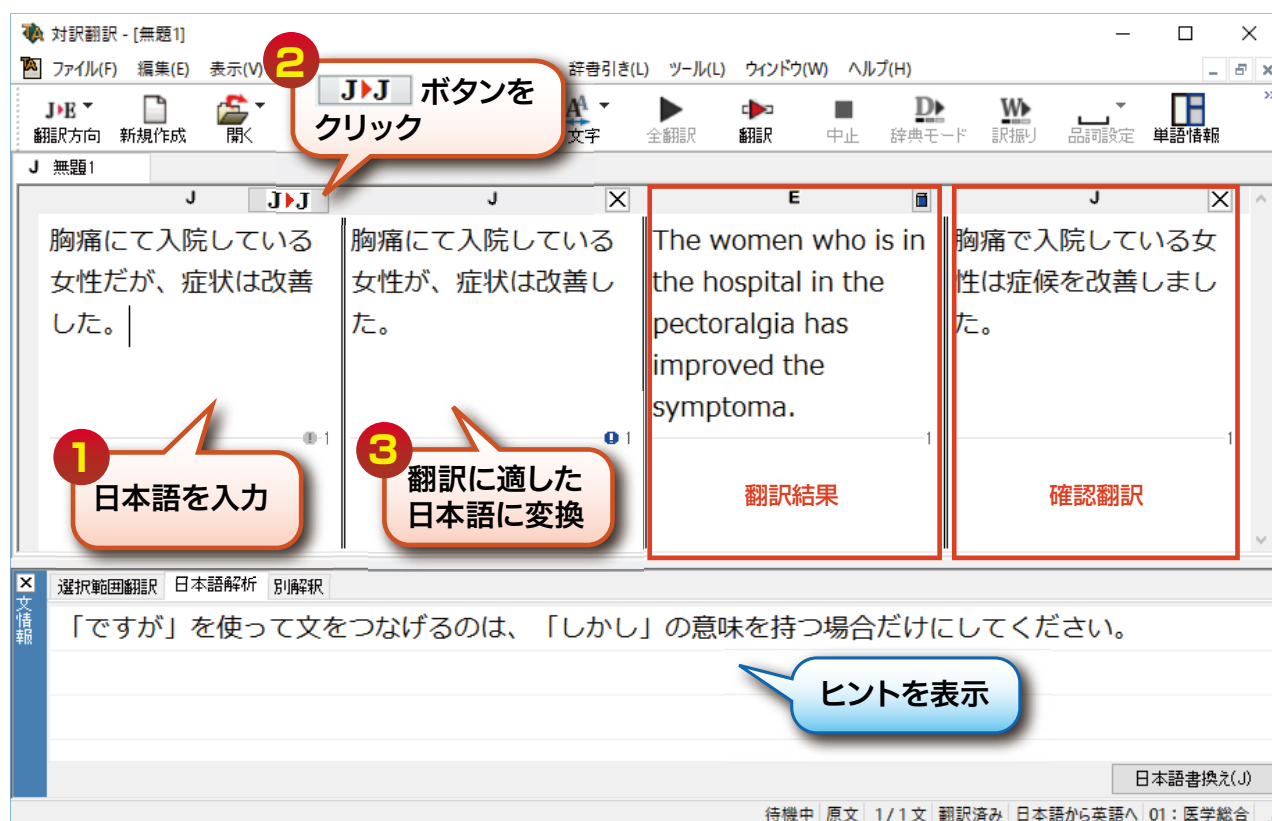 対訳翻訳 - [無題1]
ファイル(F) 編集(E) 表示(V) 辞書引き(L) ツール(L) ウィンドウ(W) ヘルプ(H)
2
J▶J ボタンを
クリック
J▶E
翻訳方向 新規作成 開く 文字 全翻訳 翻訳 中止 辞典モード 訳振り 品詞設定 単語情報
J 無題1
J J▶J J E J
胸痛にて入院している
女性だが、症状は改善
した。
1
胸痛にて入院している
女性が、症状は改善し
た。
1
The women who is in
the hospital in the
pectoralgia has
improved the
symptoma.
1
胸痛で入院している女
性は症候を改善しまし
た。
1
1
日本語を入力
3
翻訳に適した
日本語に変換
翻訳結果
確認翻訳
文情報
選択範囲翻訳 日本語解析 別解釈
「ですが」を使って文をつなげるのは、「しかし」の意味を持つ場合だけにしてください。
ヒントを表示
日本語書換え(J)
待機中 原文 1/1文 翻訳済み 日本語から英語へ 01：医学総合